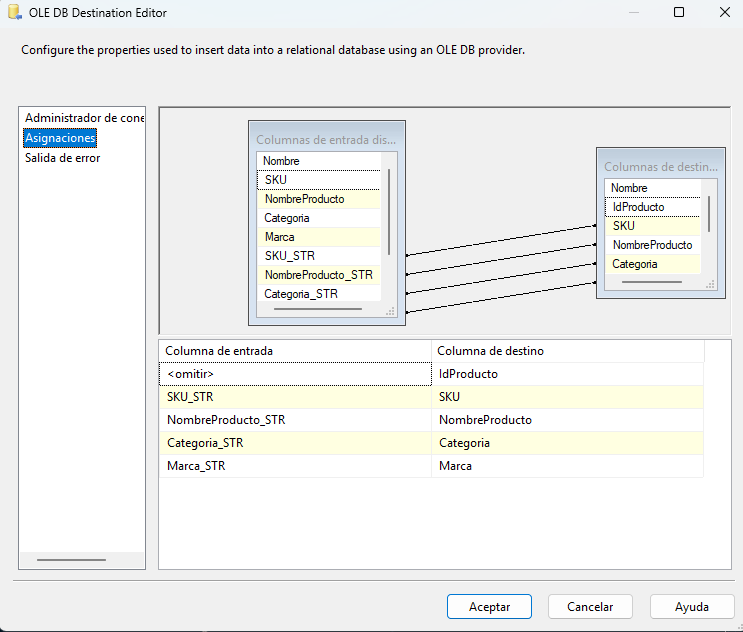 OLE DB Destination Editor
Configure the properties used to insert data into a relational database using an OLE DB provider.
Administrador de cone
Asignaciones
Salida de error
Columnas de entrada dis...
Nombre
SKU
NombreProducto
Categoria
Marca
SKU_STR
NombreProducto_STR
Categoria_STR
Columnas de destin...
Nombre
IdProducto
SKU
NombreProducto
Categoria
Columna de entrada Columna de destino
<omitir> IdProducto
SKU_STR SKU
NombreProducto_STR NombreProducto
Categoria_STR Categoria
Marca_STR Marca
Aceptar Cancelar Ayuda